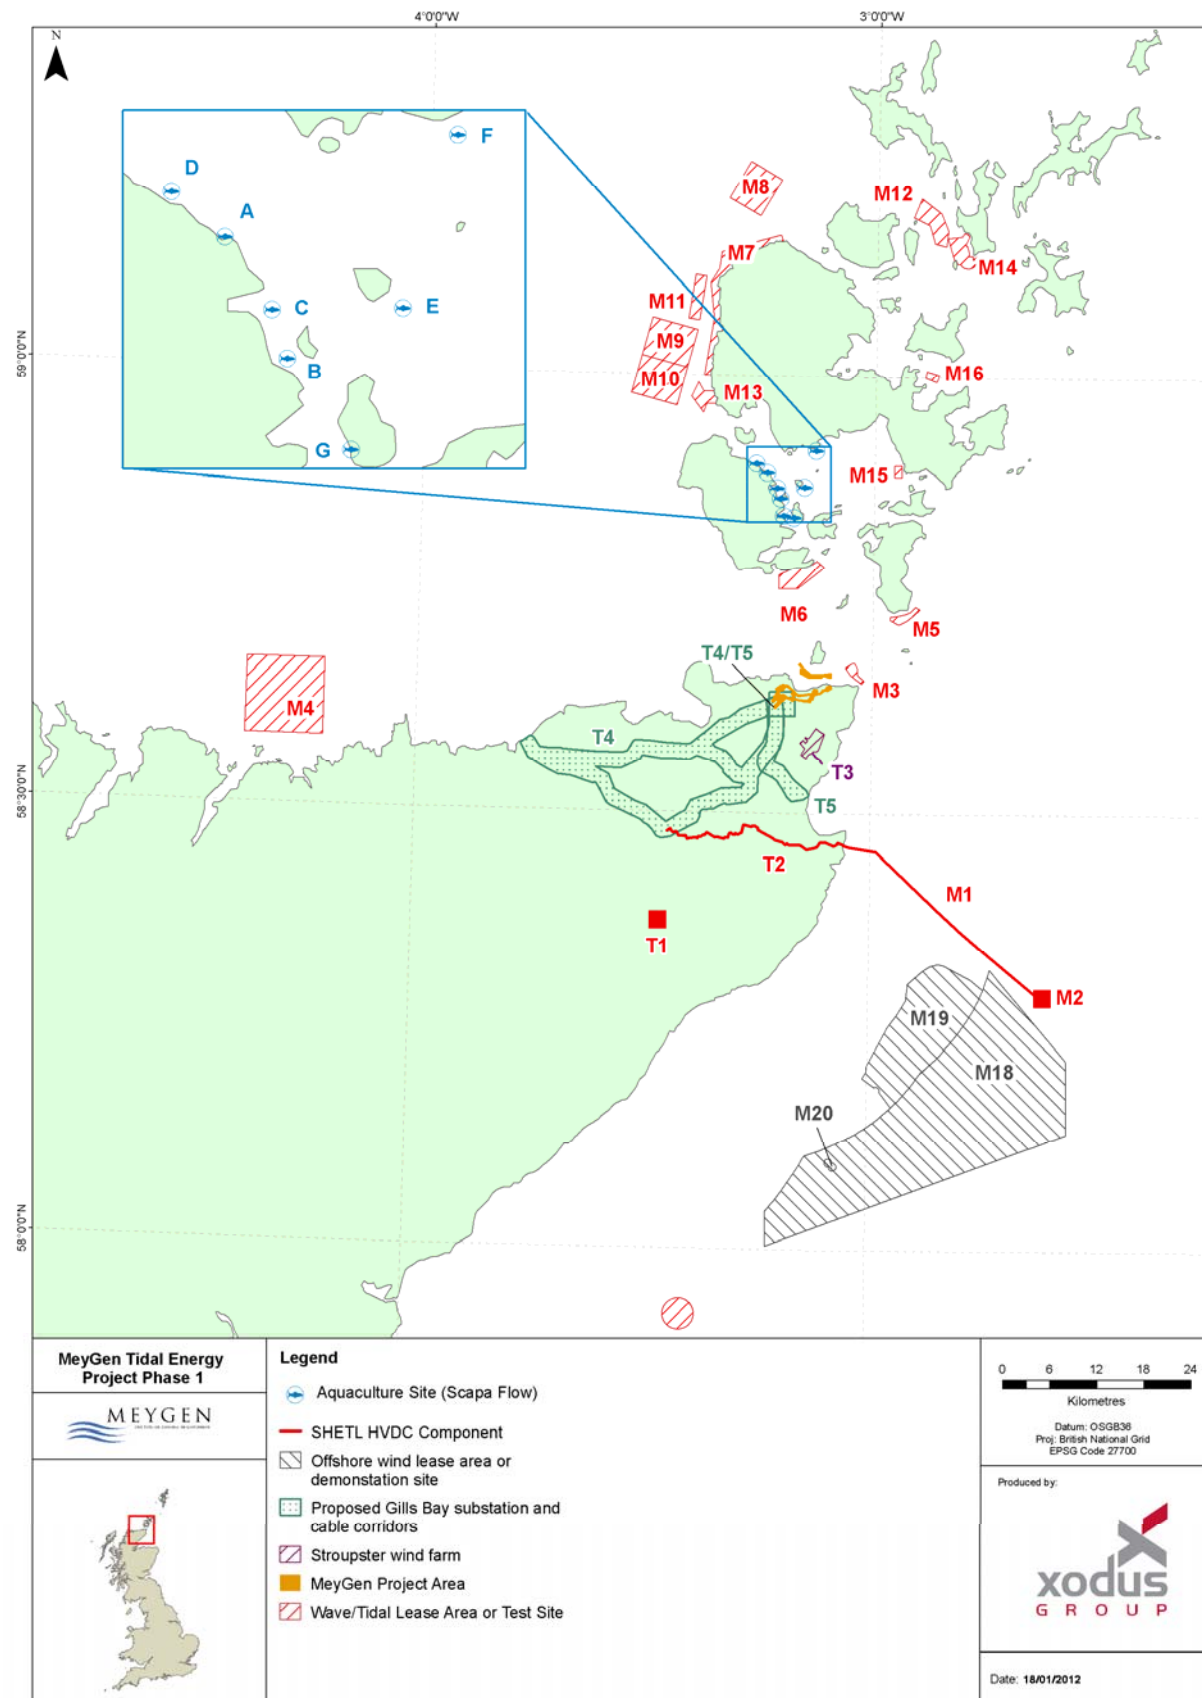 4°0'0"W
3°0'0"W
N
F
D
A
C
E
B
G
M8
M12
M7
M14
M11
M9
M10
M16
M13
M15
M6
M5
T4/T5
M3
M4
T4
T3
T5
T2
M1
T1
M2
M19
M18
M20
59°0'0"N
58°30'0"N
58°0'0"N
MeyGen Tidal Energy
Project Phase 1
MEYGEN
Legend
Aquaculture Site (Scapa Flow)
SHETL HVDC Component
Offshore wind lease area or
demonstation site
Proposed Gills Bay substation and
cable corridors
Stroupster wind farm
MeyGen Project Area
Wave/Tidal Lease Area or Test Site
0 6 12 18 24
Kilometres
Datum: OSGB36
Proj: British National Grid
EPSG Code 27700
Produced by:
xodus
GROUP
Date: 18/01/2012